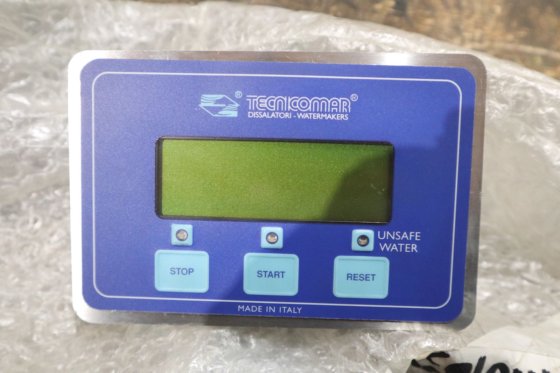 TECNICOMAR®
DISSALATORI - WATERMAKERS
UNSAFE
WATER
STOP
START
RESET
MADE IN ITALY